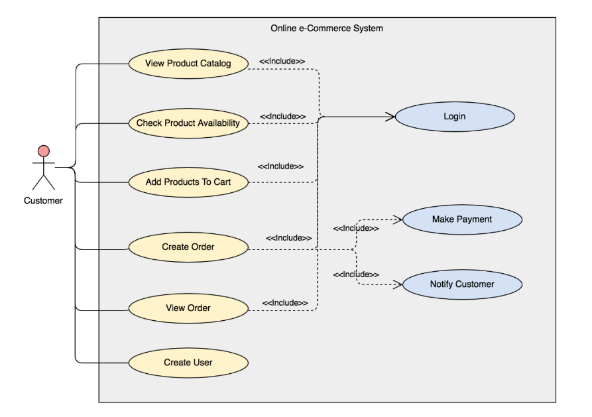 Online e-Commerce System
View Product Catalog
<<Include>>
Check Product Availability
<<Include>>
Login
Add Products To Cart
<<Include>>
Customer
Make Payment
<<Include>>
<<Include>>
Create Order
<<Include>>
Notify Customer
View Order
<<Include>>
Create User